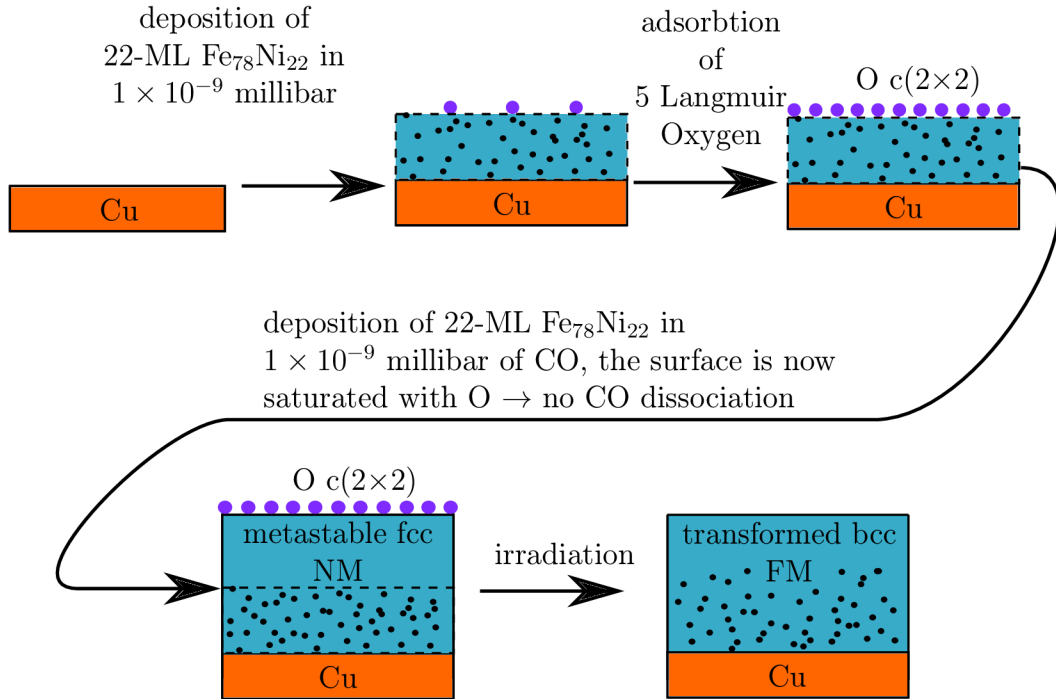 deposition of
22-ML Fe₇₈Ni₂₂ in
1 × 10⁻⁹ millibar
adsorbtion
of
5 Langmuir
Oxygen
O c(2×2)
Cu
Cu
Cu
deposition of 22-ML Fe₇₈Ni₂₂ in
1 × 10⁻⁹ millibar of CO, the surface is now
saturated with O → no CO dissociation
O c(2×2)
metastable fcc
NM
Cu
irradiation
transformed bcc
FM
Cu